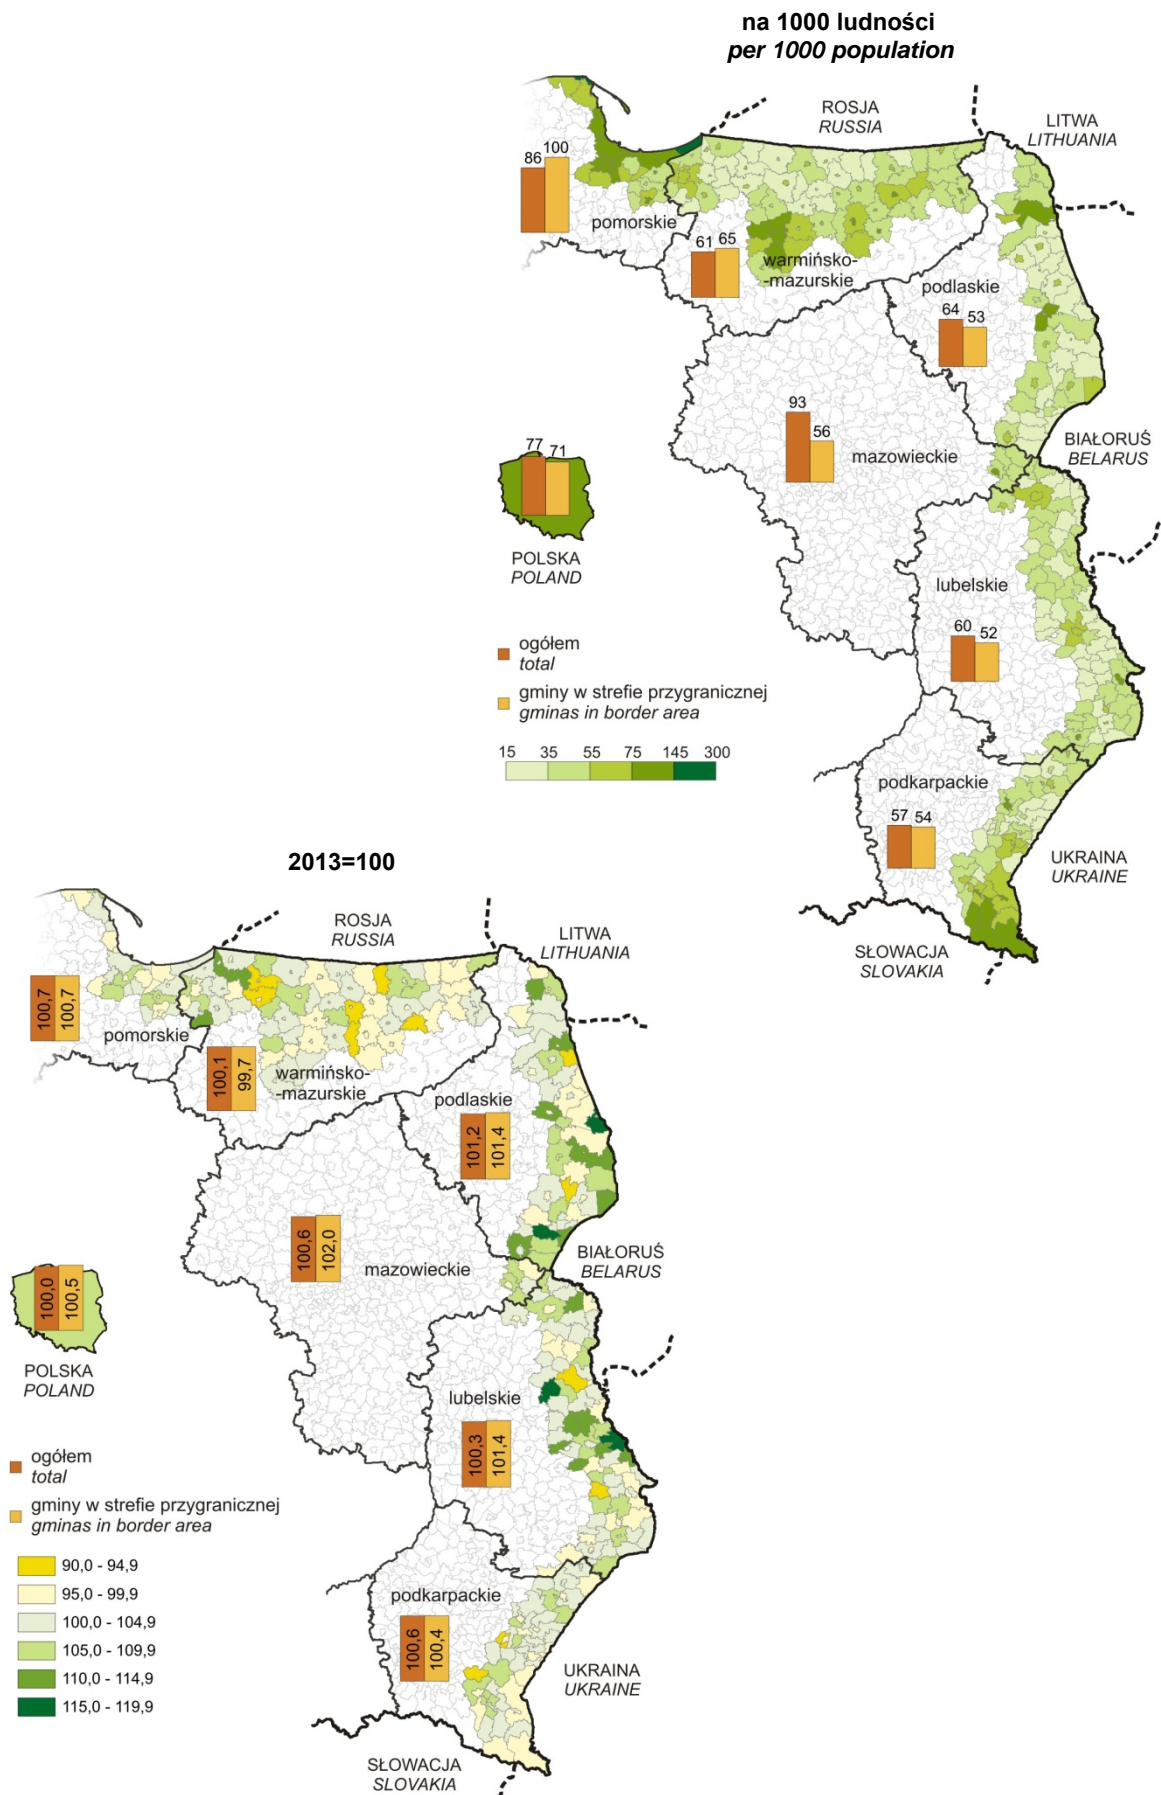 na 1000 ludności
per 1000 population
ROSJA
RUSSIA
LITWA
LITHUANIA
86
100
pomorskie
61
65
warmińsko-
-mazurskie
podlaskie
64
53
93
56
mazowieckie
BIAŁORUŚ
BELARUS
77
71
POLSKA
POLAND
lubelskie
60
52
ogółem
total
gminy w strefie przygranicznej
gminas in border area
15 35 55 75 145 300
podkarpackie
57
54
UKRAINA
UKRAINE
SŁOWACJA
SLOVAKIA
2013=100
ROSJA
RUSSIA
LITWA
LITHUANIA
100,7
100,7
pomorskie
100,1
99,7
warmińsko-
-mazurskie
podlaskie
101,2
101,4
100,6
102,0
mazowieckie
BIAŁORUŚ
BELARUS
100,0
100,5
POLSKA
POLAND
lubelskie
100,3
101,4
ogółem
total
gminy w strefie przygranicznej
gminas in border area
90,0 - 94,9
95,0 - 99,9
100,0 - 104,9
105,0 - 109,9
110,0 - 114,9
115,0 - 119,9
podkarpackie
100,6
100,4
UKRAINA
UKRAINE
SŁOWACJA
SLOVAKIA